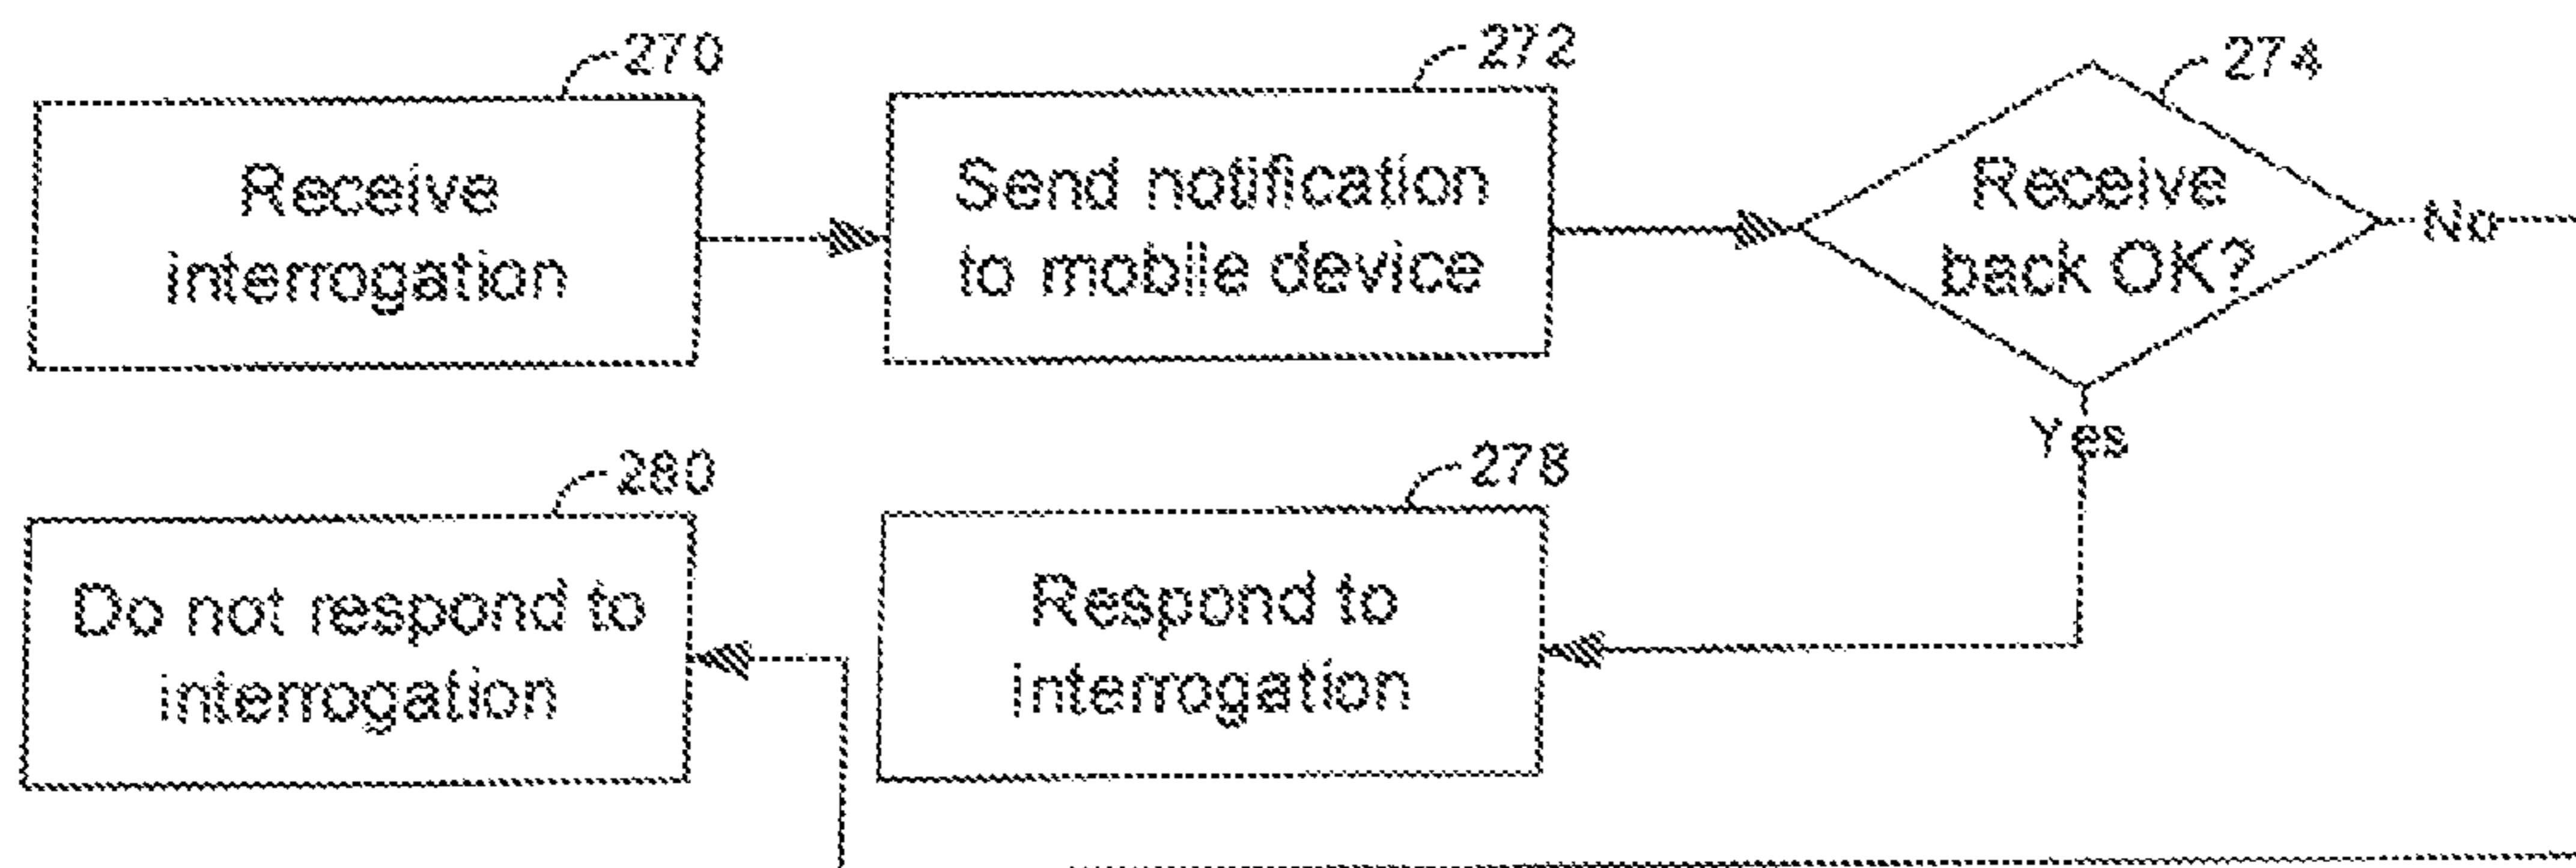 270
Receive
interrogation
272
Send notification
to mobile device
274
Receive
back OK?
No
Yes
280
Do not respond to
interrogation
278
Respond to
interrogation